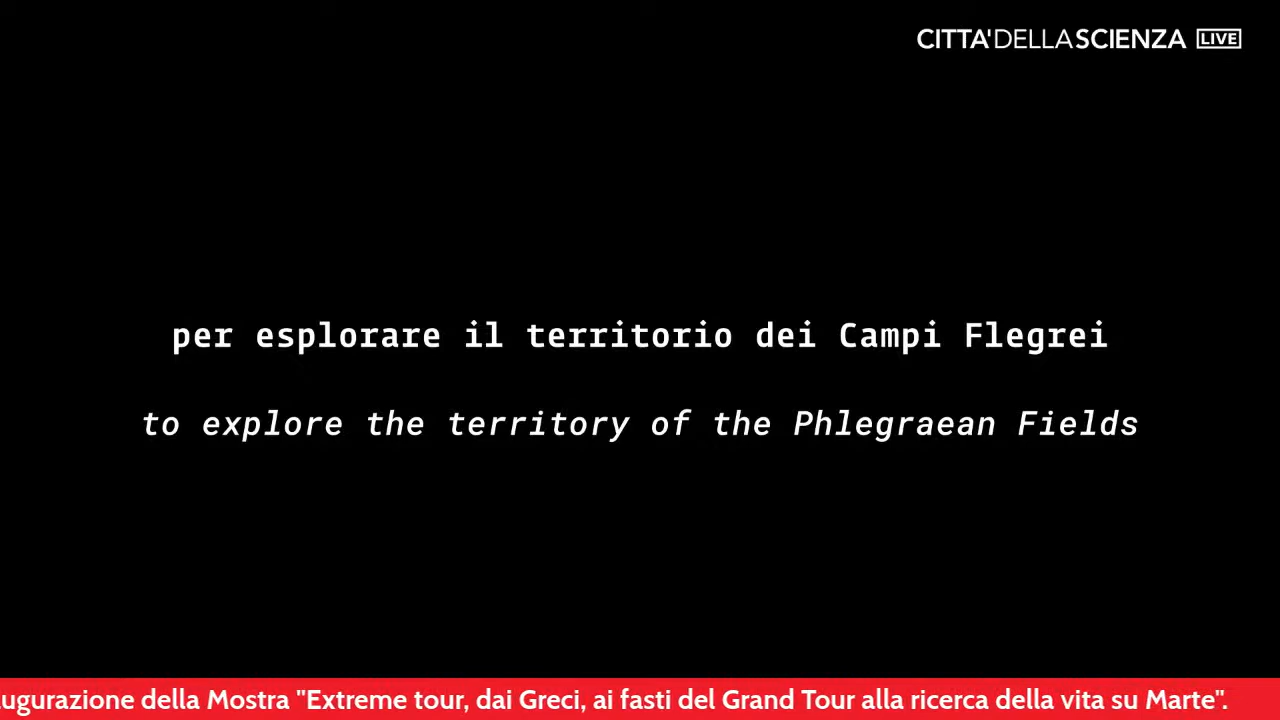 CITTA'DELLASCIENZA LIVE
per esplorare il territorio dei Campi Flegrei
to explore the territory of the Phlegraean Fields
della Mostra "Extreme tour, dai Greci, ai fasti del Grand Tour alla ricerca della vita su Marte".